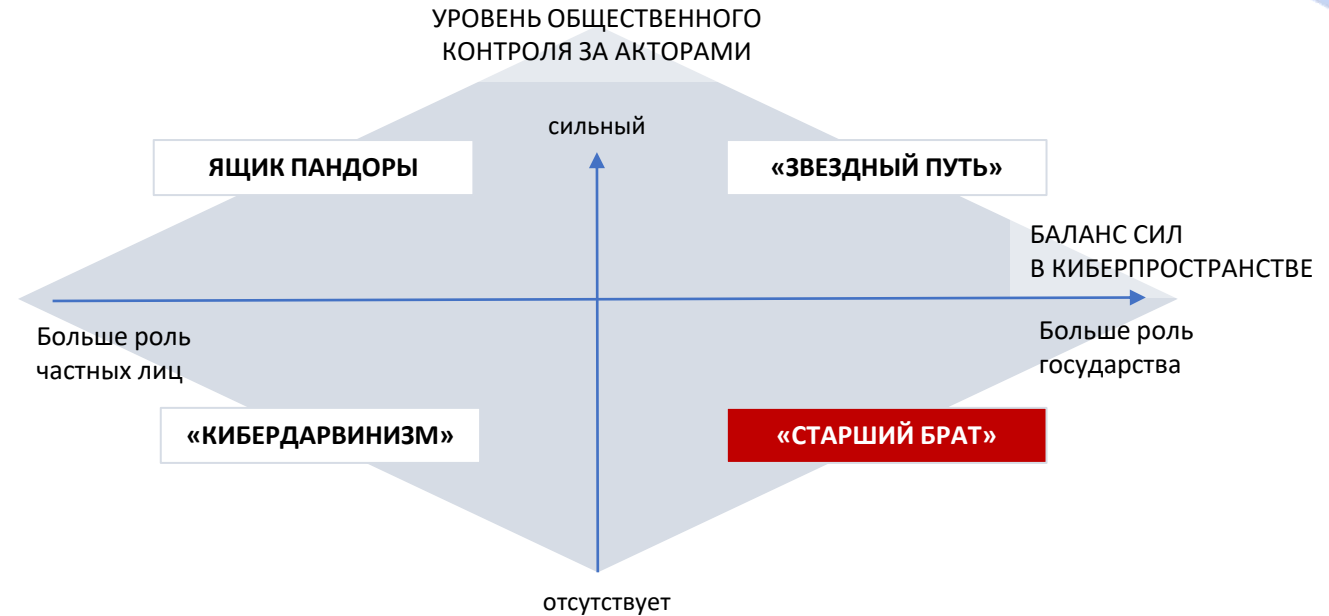 УРОВЕНЬ ОБЩЕСТВЕННОГО
КОНТРОЛЯ ЗА АКТОРАМИ
сильный
ЯЩИК ПАНДОРЫ
«ЗВЕЗДНЫЙ ПУТЬ»
БАЛАНС СИЛ
В КИБЕРПРОСТРАНСТВЕ
Больше роль
частных лиц
Больше роль
государства
«КИБЕРДАРВИНИЗМ»
«СТАРШИЙ БРАТ»
отсутствует